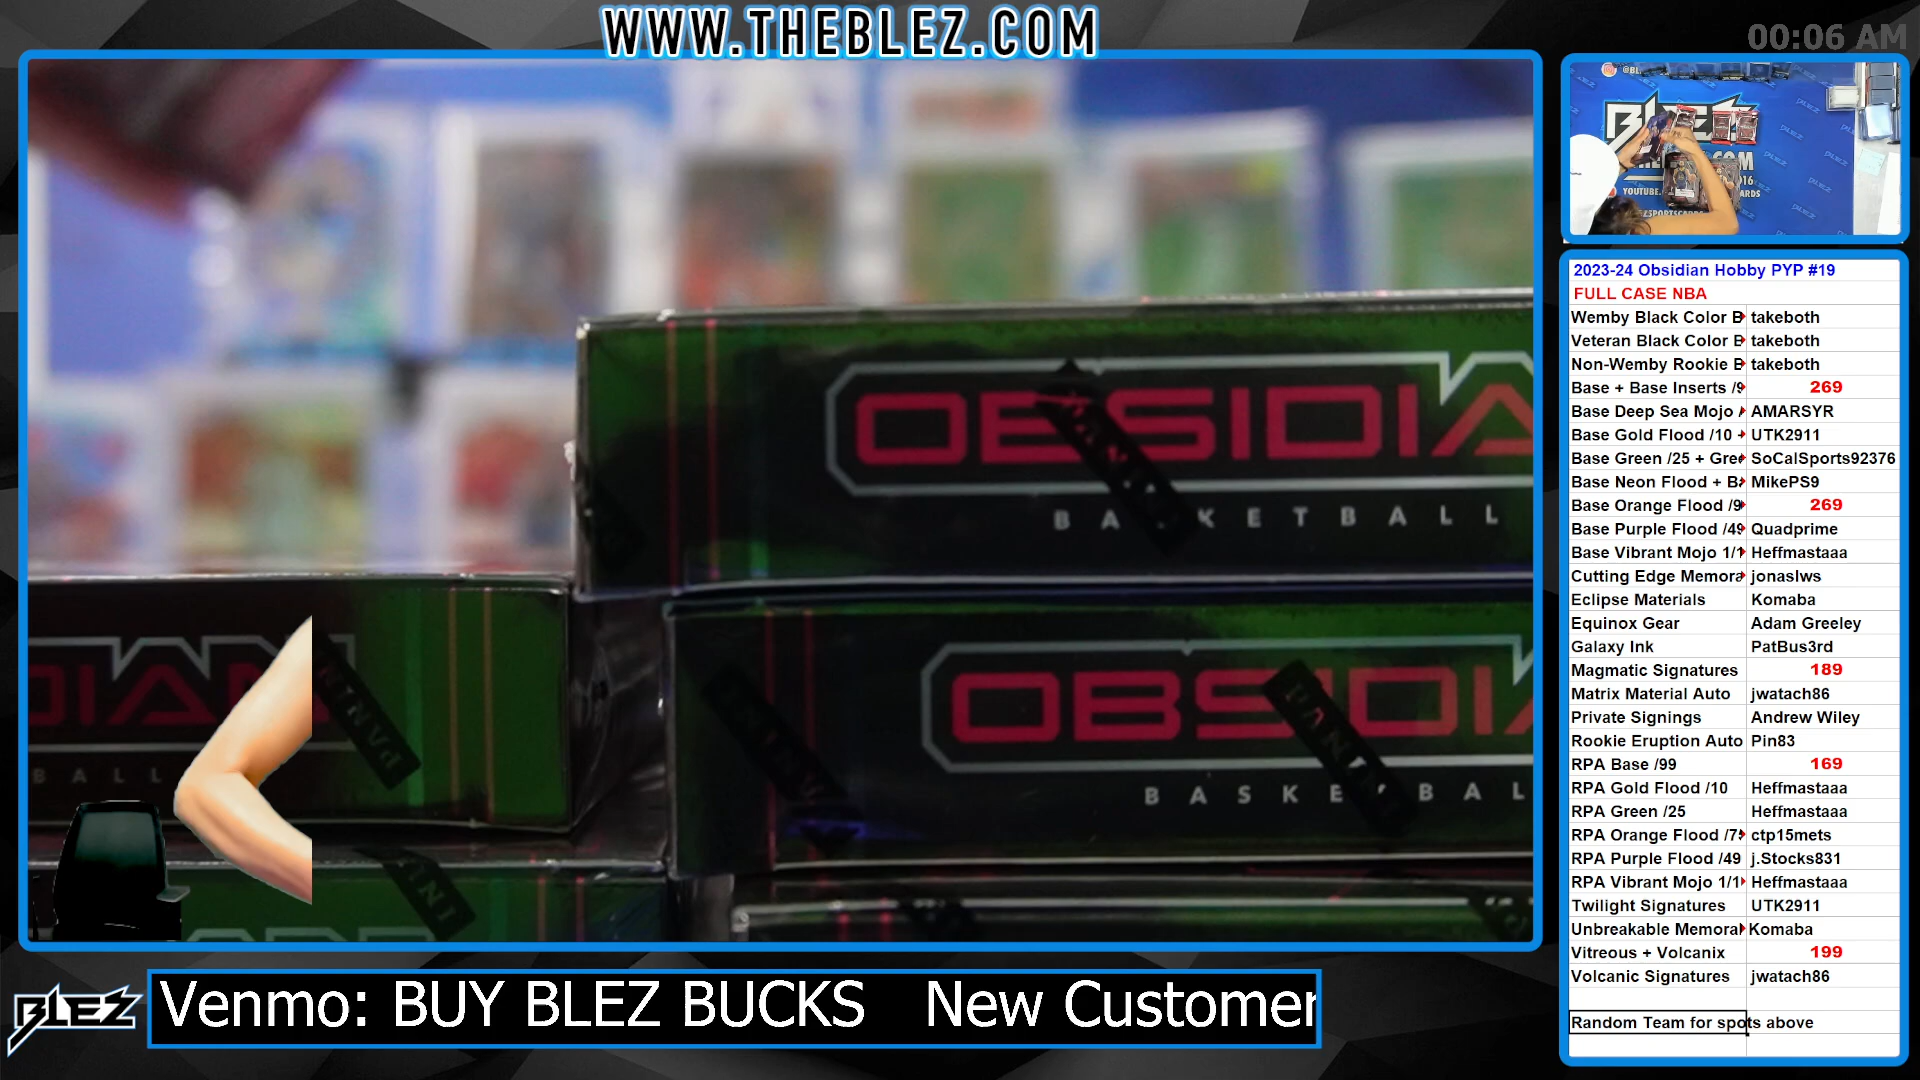 WWW.THEBLEZ.COM
00:06 AM
BLEZ
YOUTUBE.
2023-24 Obsidian Hobby PYP #19
FULL CASE NBA
Wemby Black Color B takeboth
Veteran Black Color E takeboth
Non-Wemby Rookie E takeboth
Base + Base Inserts /9 269
Base Deep Sea Mojo / AMARSYR
Base Gold Flood /10 + UTK2911
Base Green /25 + Gre SoCalSports92376
Base Neon Flood + B MikePS9
Base Orange Flood /9 269
Base Purple Flood /49 Quadprime
Base Vibrant Mojo 1/1 Heffmastaaa
Cutting Edge Memora jonaslws
Eclipse Materials Komaba
Equinox Gear Adam Greeley
Galaxy Ink PatBus3rd
Magmatic Signatures 189
Matrix Material Auto jwatach86
Private Signings Andrew Wiley
Rookie Eruption Auto Pin83
RPA Base /99 169
RPA Gold Flood /10 Heffmastaaa
RPA Green /25 Heffmastaaa
RPA Orange Flood /7 ctp15mets
RPA Purple Flood /49 j.Stocks831
RPA Vibrant Mojo 1/1 Heffmastaaa
Twilight Signatures UTK2911
Unbreakable Memora Komaba
Vitreous + Volcanix 199
Volcanic Signatures jwatach86
Random Team for spots above
OBSIDIA
BASKETBALL
PANINI
OBSIDI
BASKETBAL
PANINI
DIAN
BALL
PANINI
BLEZ
Venmo: BUY BLEZ BUCKS New Customer